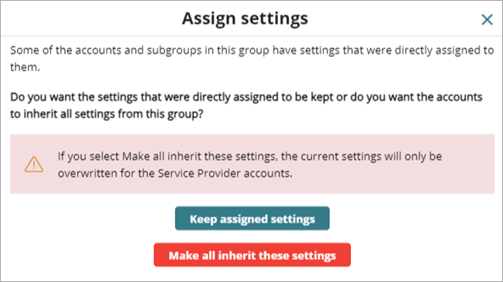 Assign settings
Some of the accounts and subgroups in this group have settings that were directly assigned to
them.
Do you want the settings that were directly assigned to be kept or do you want the accounts
to inherit all settings from this group?
If you select Make all inherit these settings, the current settings will only be
overwritten for the Service Provider accounts.
Keep assigned settings
Make all inherit these settings